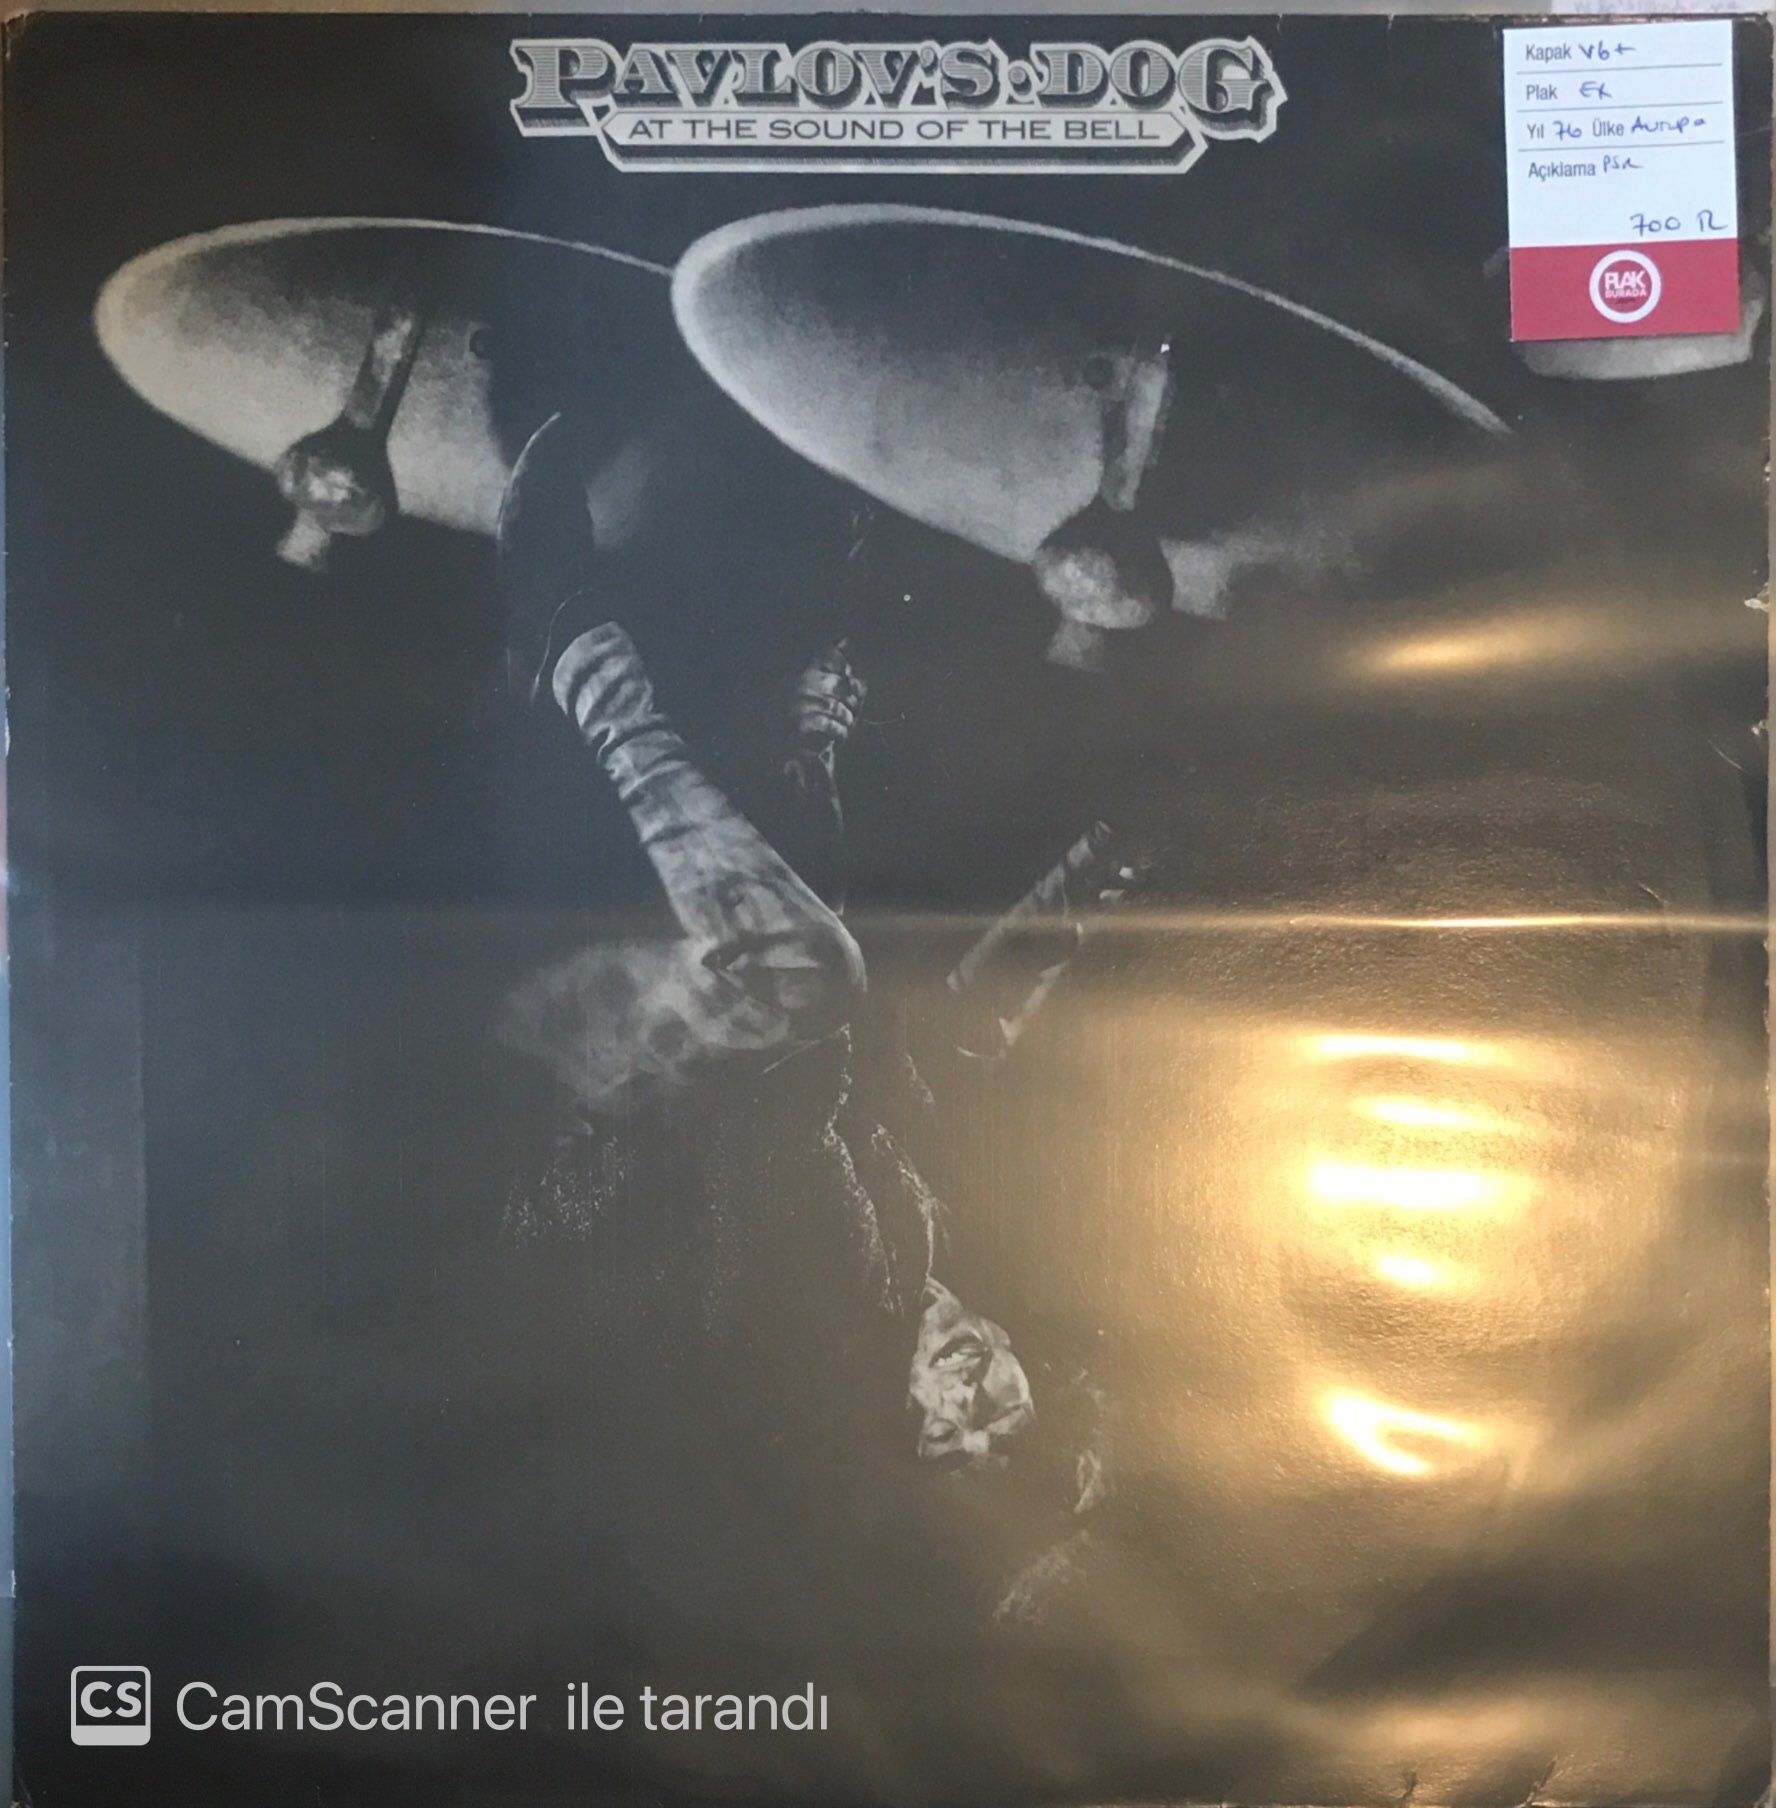 PAVLOV'S·DOG
AT THE SOUND OF THE BELL
Kapak VG+
Plak EX
Yıl 76 Ülke Avrupa
Açıklama
700 TL
PLAK
BURADA
CS CamScanner ile tarandı